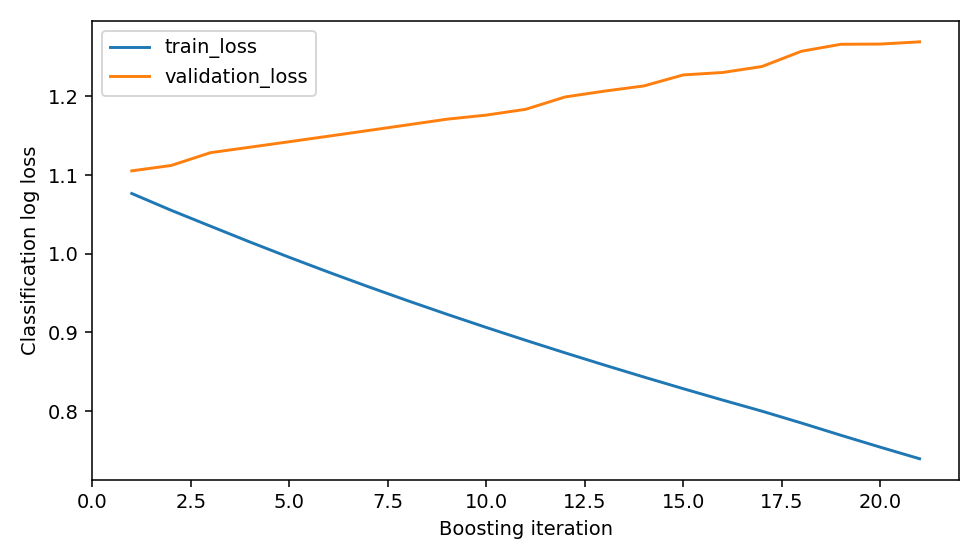 train_loss
validation_loss
Classification log loss
1.2
1.1
1.0
0.9
0.8
0.0 2.5 5.0 7.5 10.0 12.5 15.0 17.5 20.0
Boosting iteration